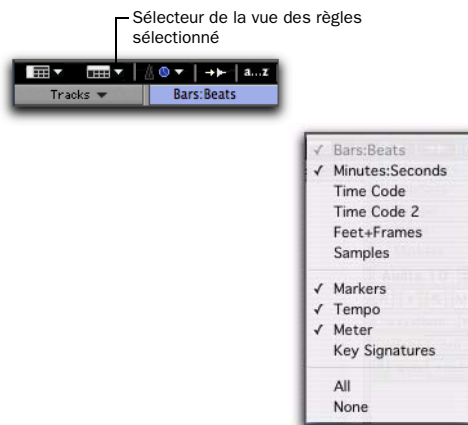 Sélecteur de la vue des règles
sélectionné
a...z
Tracks
Bars:Beats
✓ Bars:Beats
✓ Minutes:Seconds
Time Code
Time Code 2
Feet+Frames
Samples
✓ Markers
✓ Tempo
✓ Meter
Key Signatures
All
None